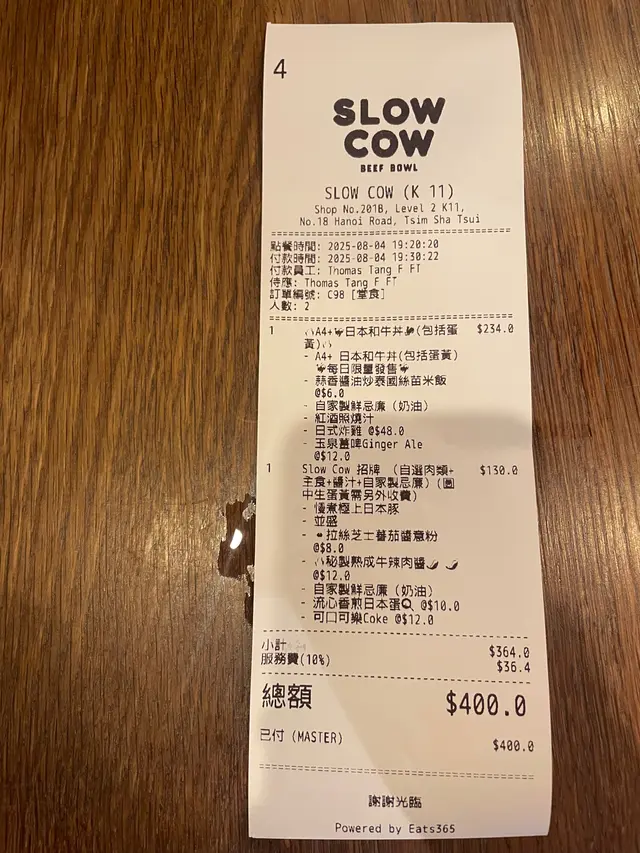 4
SLOW
COW
BEEF BOWL
SLOW COW (K 11)
Shop No.201B, Level 2 K11,
No.18 Hanoi Road, Tsim Sha Tsui
點餐時間: 2025-08-04 19:20:20
付款時間: 2025-08-04 19:30:22
付款員工: Thomas Tang F FT
侍應: Thomas Tang F FT
訂單編號: C98 [堂食]
人數: 2
1 A4+日本和牛丼(包括蛋 $234.0
黃)
- A4+ 日本和牛丼(包括蛋黃)
每日限量發售
- 蒜香醬油炒泰國絲苗米飯
@$6.0
- 自家製鮮忌廉 (奶油)
- 紅酒照燒汁
- 日式炸雞 @$48.0
- 玉泉薑啤Ginger Ale
@$12.0
1 Slow Cow 招牌 (自選肉類+ $130.0
主食+醬汁+自家製忌廉) (圖
中生蛋黃需另外收費)
- 慢煮極上日本豚
- 並盛
- 拉絲芝士蕃茄醬意粉
@$8.0
- 秘製熟成牛辣肉醬
@$12.0
- 自家製鮮忌廉 (奶油)
- 流心香煎日本蛋 @$10.0
- 可口可樂Coke @$12.0
小計 $364.0
服務費(10%) $36.4
總額 $400.0
已付 (MASTER) $400.0
謝謝光臨
Powered by Eats365